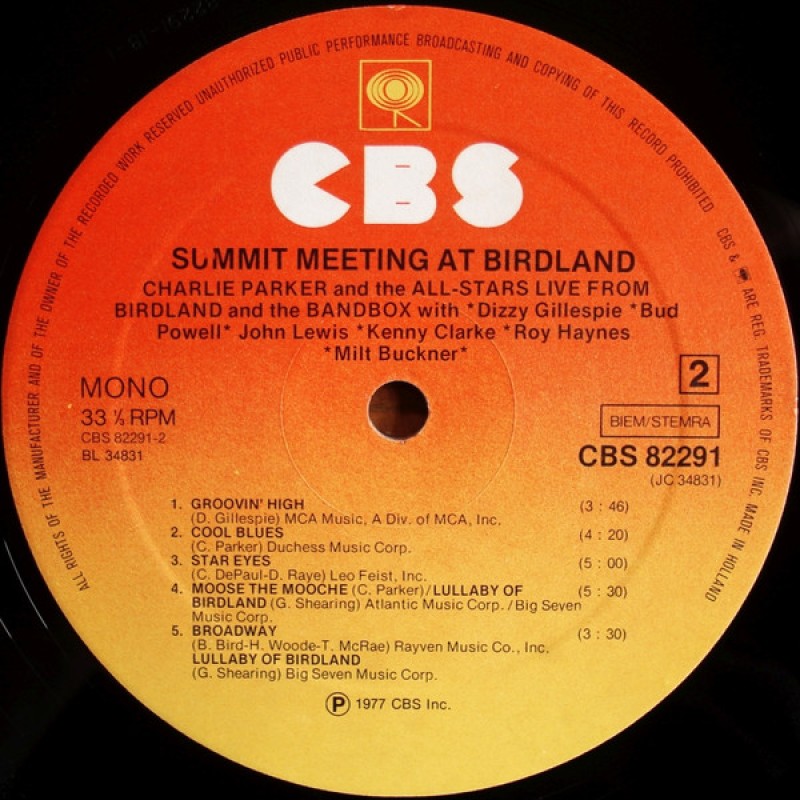 ALL RIGHTS OF THE MANUFACTURER AND OF THE OWNER OF THE RECORDED WORK RESERVED UNAUTHORIZED PUBLIC PERFORMANCE BROADCASTING AND COPYING OF THIS RECORD PROHIBITED
CBS & ARE REG. TRADEMARKS OF CBS INC. MADE IN HOLLAND
CBS
SUMMIT MEETING AT BIRDLAND
CHARLIE PARKER and the ALL-STARS LIVE FROM
BIRDLAND and the BANDBOX with *Dizzy Gillespie *Bud
Powell* John Lewis *Kenny Clarke *Roy Haynes
*Milt Buckner*
MONO
33 ⅓ RPM
CBS 82291-2
BL 34831
2
BIEM/STEMRA
CBS 82291
(JC 34831)
1. GROOVIN' HIGH (3 : 46)
(D. Gillespie) MCA Music, A Div. of MCA, Inc.
2. COOL BLUES (4 : 20)
(C. Parker) Duchess Music Corp.
3. STAR EYES (5 : 00)
(C. DePaul-D. Raye) Leo Feist, Inc.
4. MOOSE THE MOOCHE (C. Parker)/LULLABY OF (5 : 30)
BIRDLAND (G. Shearing) Atlantic Music Corp./Big Seven
Music Corp.
5. BROADWAY (3 : 30)
(B. Bird-H. Woode-T. McRae) Rayven Music Co., Inc.
LULLABY OF BIRDLAND
(G. Shearing) Big Seven Music Corp.
Ⓟ 1977 CBS Inc.